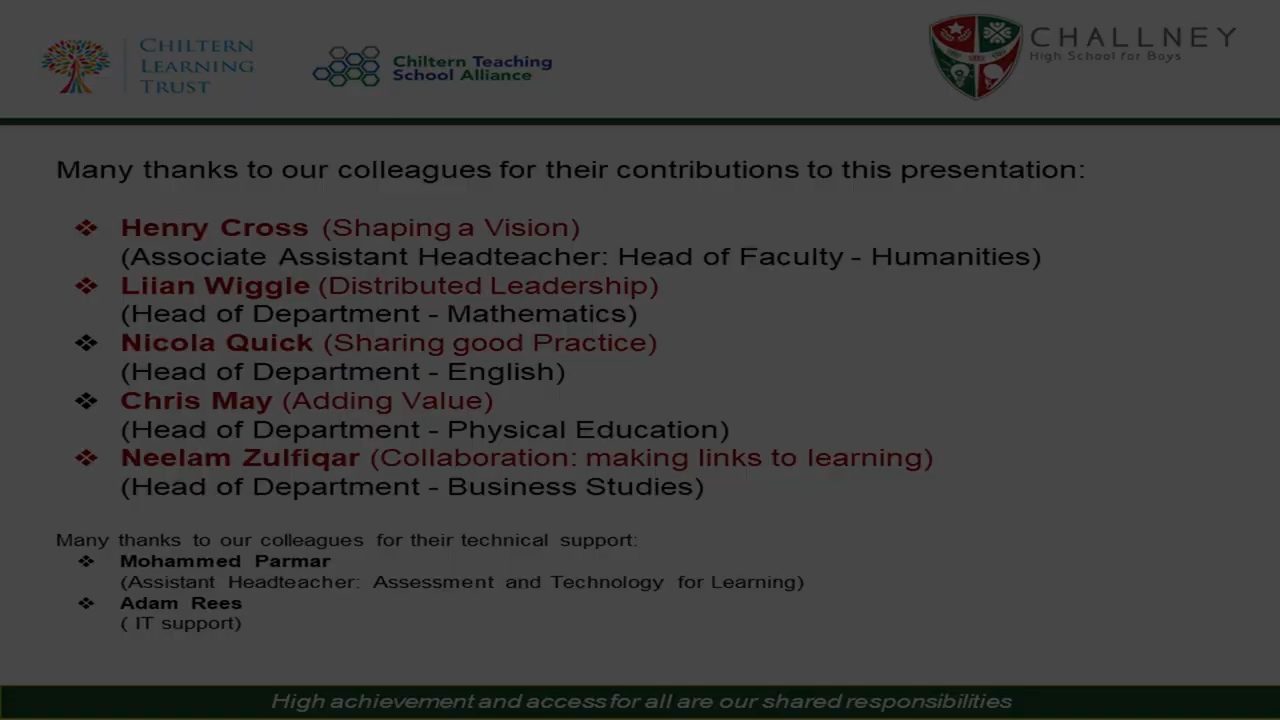 CHILTERN
LEARNING
TRUST
Chiltern Teaching
School Alliance
CHALLNEY
High School for Boys
Many thanks to our colleagues for their contributions to this presentation:
❖ Henry Cross (Shaping a Vision)
(Associate Assistant Headteacher: Head of Faculty - Humanities)
❖ Liian Wiggle (Distributed Leadership)
(Head of Department - Mathematics)
❖ Nicola Quick (Sharing good Practice)
(Head of Department - English)
❖ Chris May (Adding Value)
(Head of Department - Physical Education)
❖ Neelam Zulfiqar (Collaboration: making links to learning)
(Head of Department - Business Studies)
Many thanks to our colleagues for their technical support:
❖ Mohammed Parmar
(Assistant Headteacher: Assessment and Technology for Learning)
❖ Adam Rees
( IT support)
High achievement and access for all are our shared responsibilities